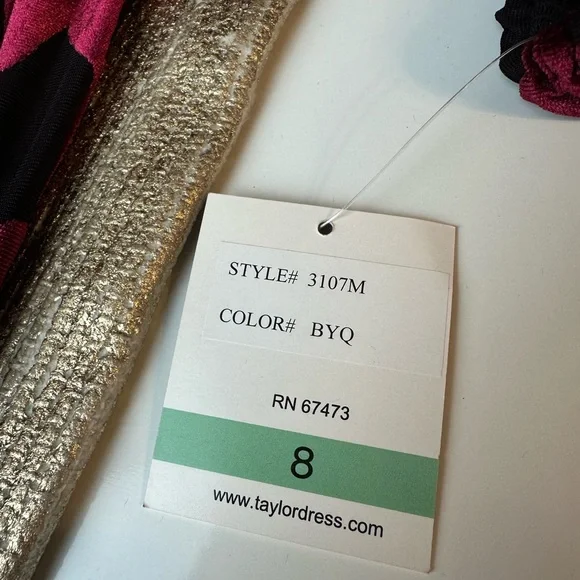 STYLE# 3107M
COLOR# BYQ
RN 67473
8
www.taylordress.com